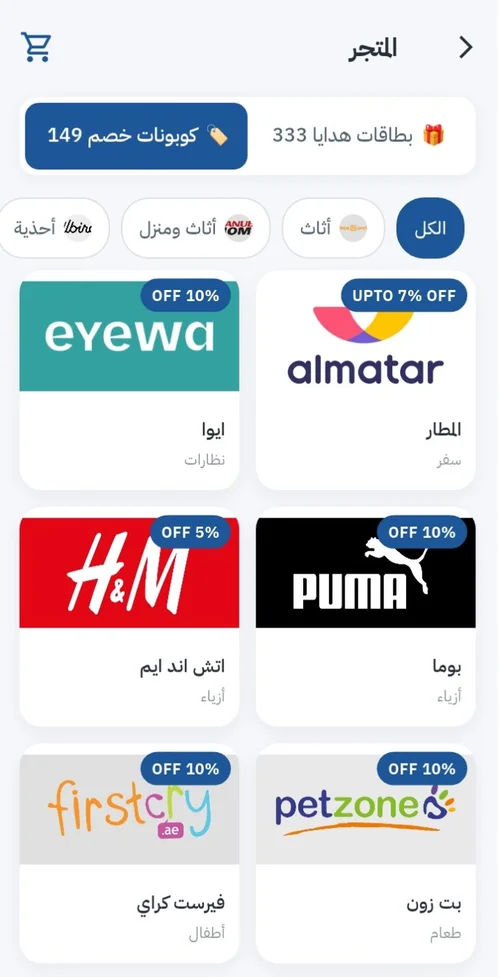 المتجر
🎁 بطاقات هدايا 333
🏷️ كوبونات خصم 149
الكل
أثاث
أثاث ومنزل
أحذية
UPTO 7% OFF
almatar
المطار
سفر
OFF 10%
eyewa
ايوا
نظارات
OFF 10%
PUMA
بوما
أزياء
OFF 5%
H&M
اتش اند ايم
أزياء
OFF 10%
petzone
بت زون
طعام
OFF 10%
firstcry
.ae
فيرست كراي
أطفال